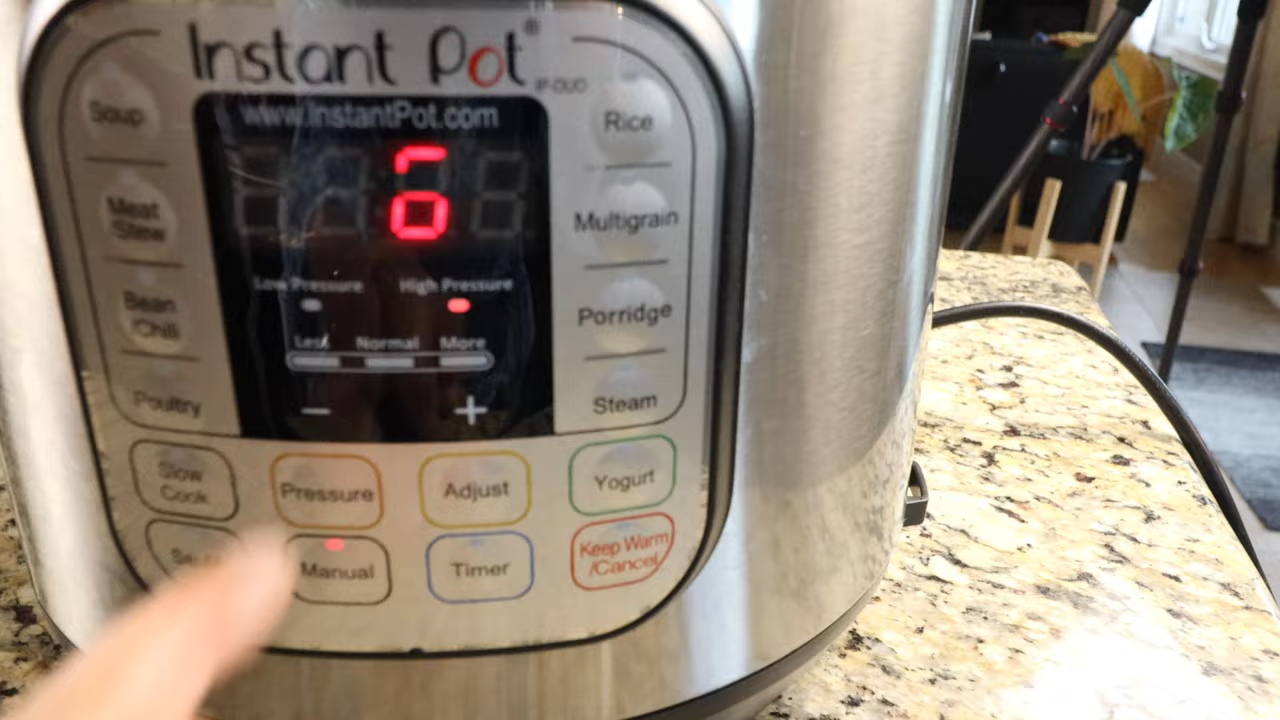 Instant Pot®
IP-DUO
www.InstantPot.com
Soup
Rice
6
Meat
Stew
Multigrain
Low Pressure
High Pressure
Bean
Chili
Porridge
Less
Normal
More
Poultry
−
+
Steam
Slow
Cook
Pressure
Adjust
Yogurt
Manual
Timer
Keep Warm
/Cancel